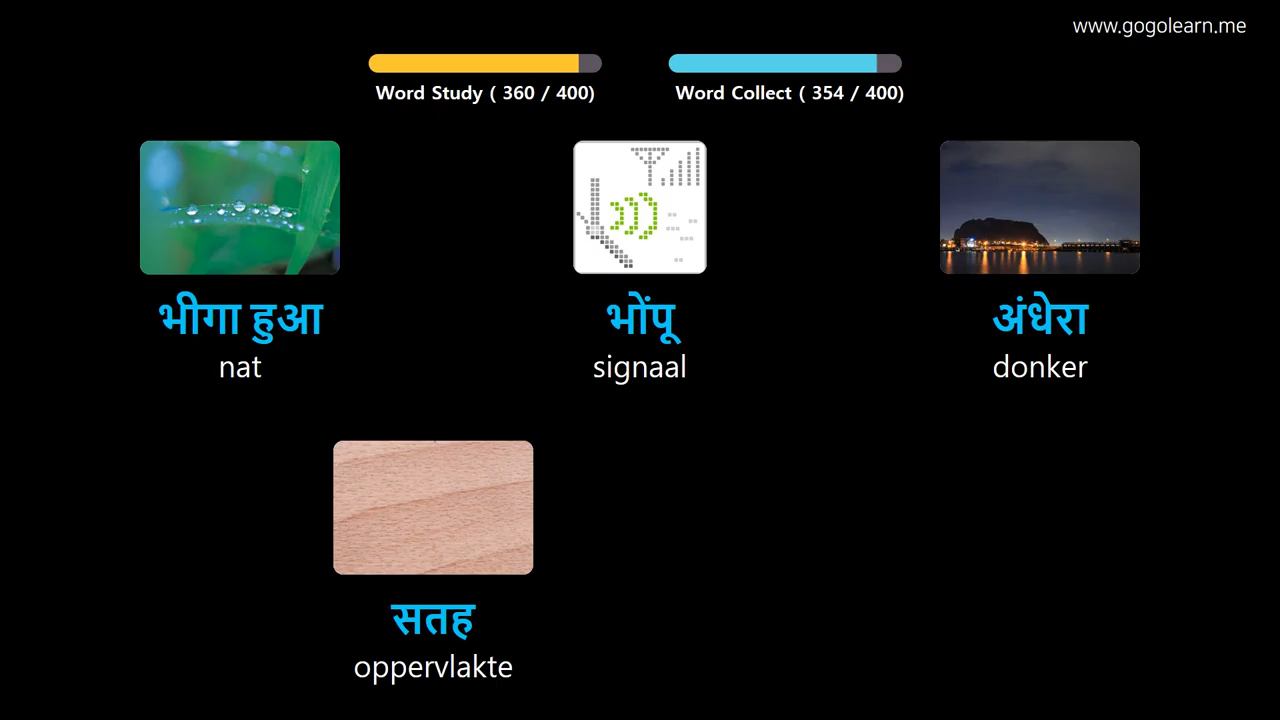 www.gogolearn.me
Word Study ( 360 / 400)
Word Collect ( 354 / 400)
भीगा हुआ
nat
भोंपू
signaal
अंधेरा
donker
सतह
oppervlakte